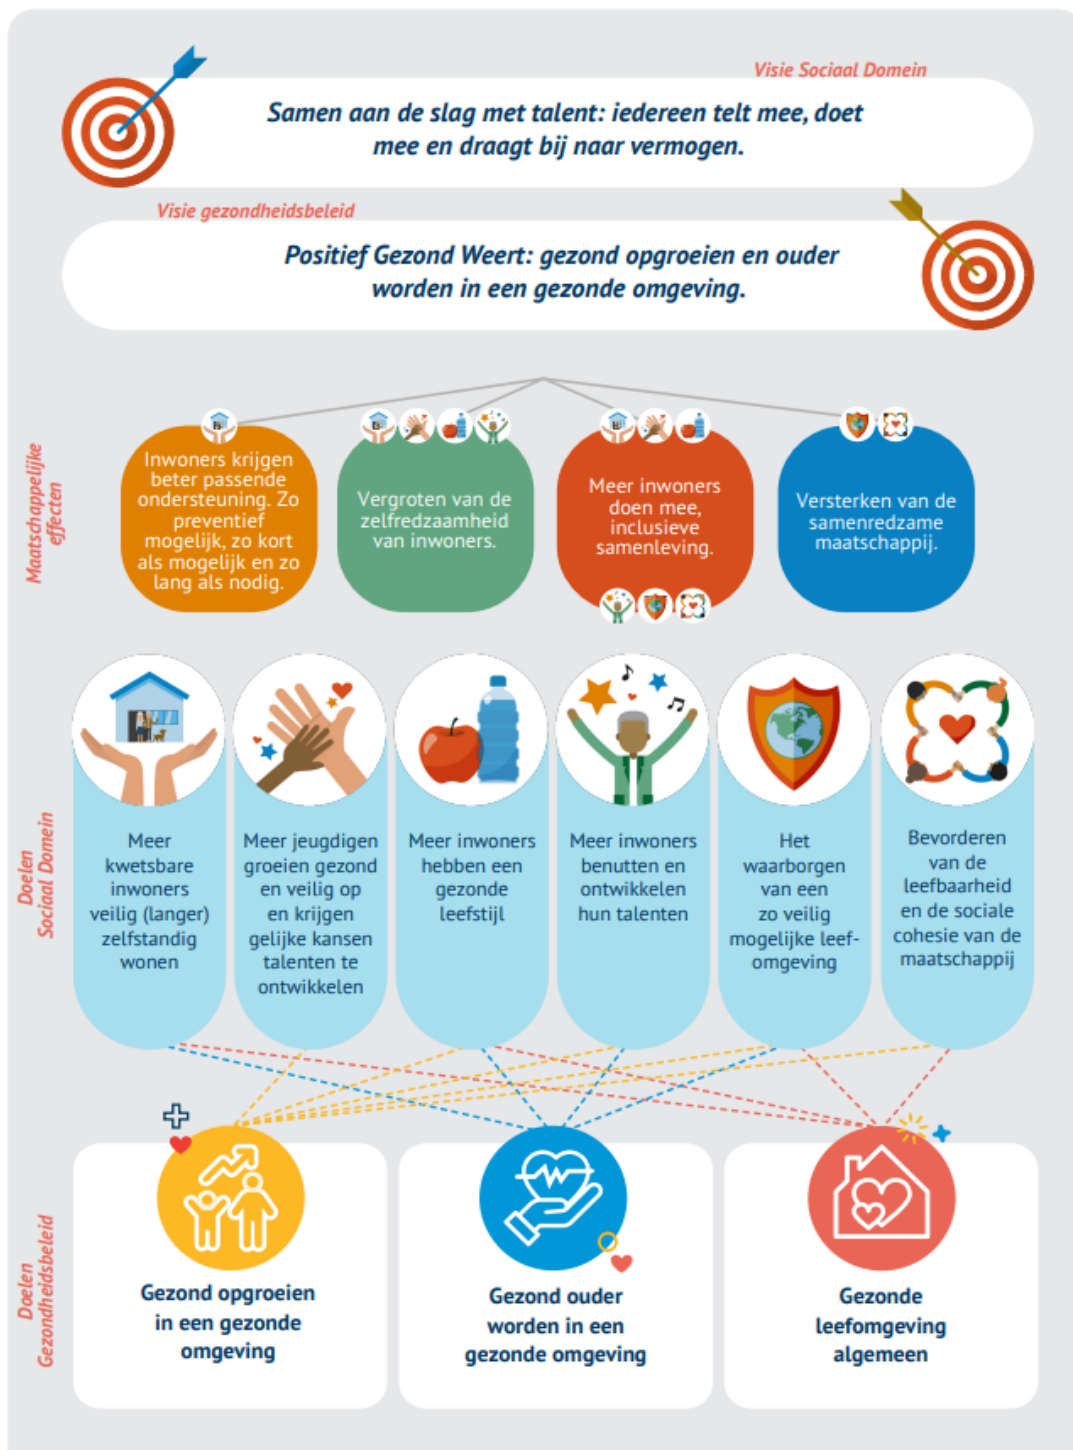 Visie Sociaal Domein
Samen aan de slag met talent: iedereen telt mee, doet
mee en draagt bij naar vermogen.
Visie gezondheidsbeleid
Positief Gezond Weert: gezond opgroeien en ouder
worden in een gezonde omgeving.
Maatschappelijke
effecten
Inwoners krijgen
beter passende
ondersteuning. Zo
preventief
mogelijk, zo kort
als mogelijk en zo
lang als nodig.
Vergroten van de
zelfredzaamheid
van inwoners.
Meer inwoners
doen mee,
inclusieve
samenleving.
Versterken van de
samenredzame
maatschappij.
Doelen
Sociaal Domein
Meer
kwetsbare
inwoners
veilig (langer)
zelfstandig
wonen
Meer jeugdigen
groeien gezond
en veilig op
en krijgen
gelijke kansen
talenten te
ontwikkelen
Meer inwoners
hebben een
gezonde
leefstijl
Meer inwoners
benutten en
ontwikkelen
hun talenten
Het
waarborgen
van een
zo veilig
mogelijke leef-
omgeving
Bevorderen
van de
leefbaarheid
en de sociale
cohesie van de
maatschappij
Doelen
Gezondheidsbeleid
Gezond opgroeien
in een gezonde
omgeving
Gezond ouder
worden in een
gezonde omgeving
Gezonde
leefomgeving
algemeen